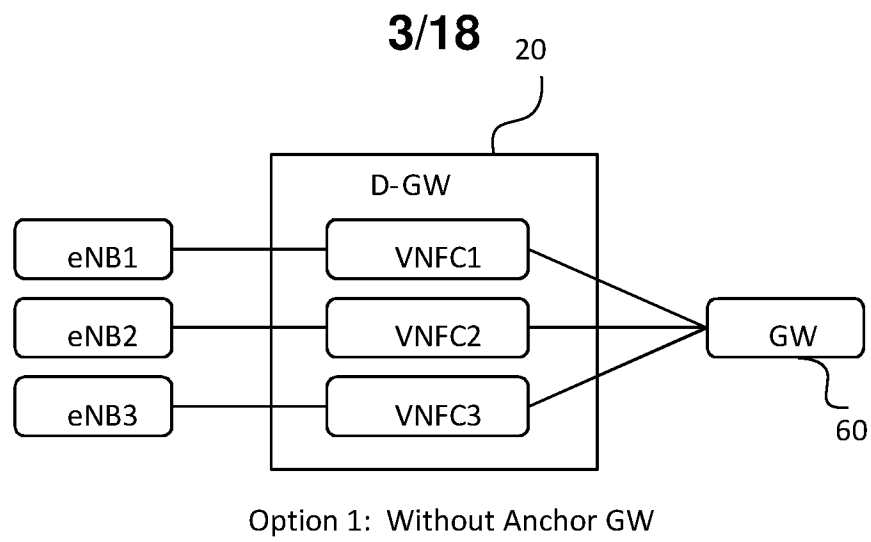 3/18
20
D-GW
eNB1
VNFC1
eNB2
VNFC2
GW
eNB3
VNFC3
60
Option 1: Without Anchor GW